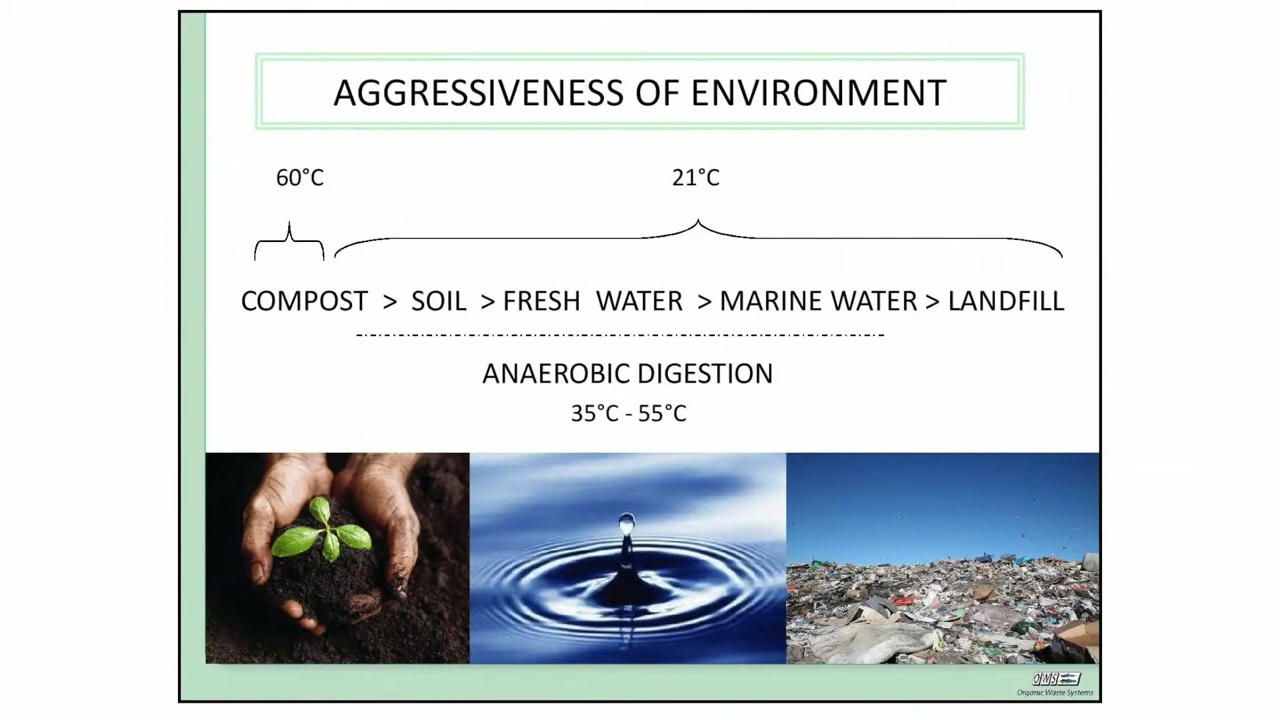 AGGRESSIVENESS OF ENVIRONMENT
60°C 21°C
COMPOST > SOIL > FRESH WATER > MARINE WATER > LANDFILL
ANAEROBIC DIGESTION
35°C - 55°C
OWS
Organic Waste Systems